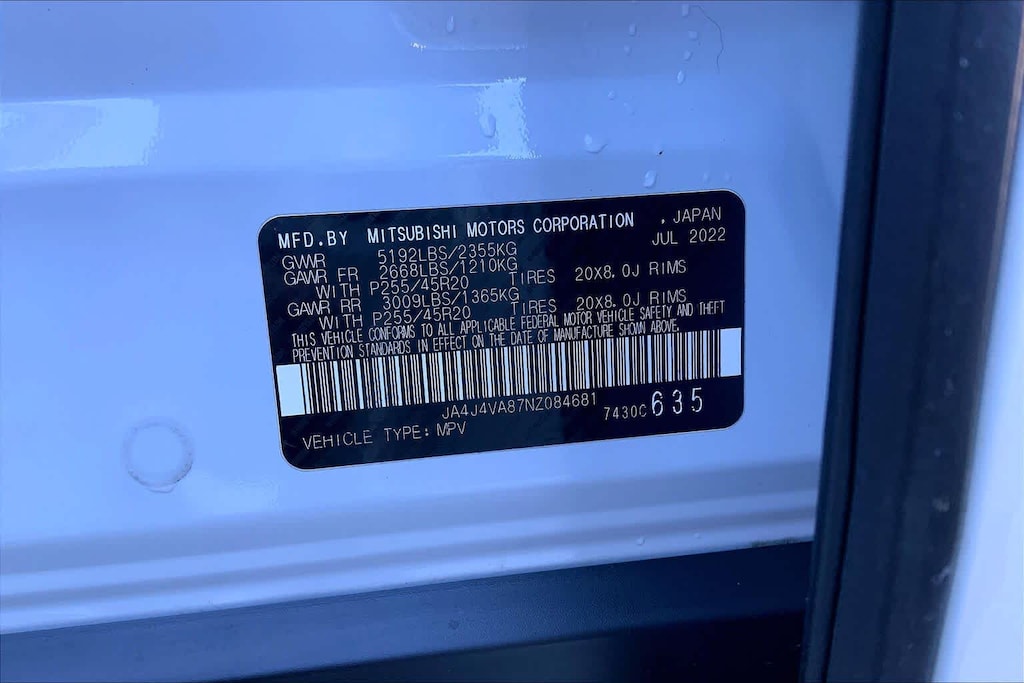 MFD.BY MITSUBISHI MOTORS CORPORATION , JAPAN
GVWR 5192LBS/2355KG JUL 2022
GAWR FR 2668LBS/1210KG
WITH P255/45R20 TIRES 20X8.0J RIMS
GAWR RR 3009LBS/1365KG
WITH P255/45R20 TIRES 20X8.0J RIMS
THIS VEHICLE CONFORMS TO ALL APPLICABLE FEDERAL MOTOR VEHICLE SAFETY AND THEFT
PREVENTION STANDARDS IN EFFECT ON THE DATE OF MANUFACTURE SHOWN ABOVE.
JA4J4VA87NZ084681 7430C 635
VEHICLE TYPE: MPV